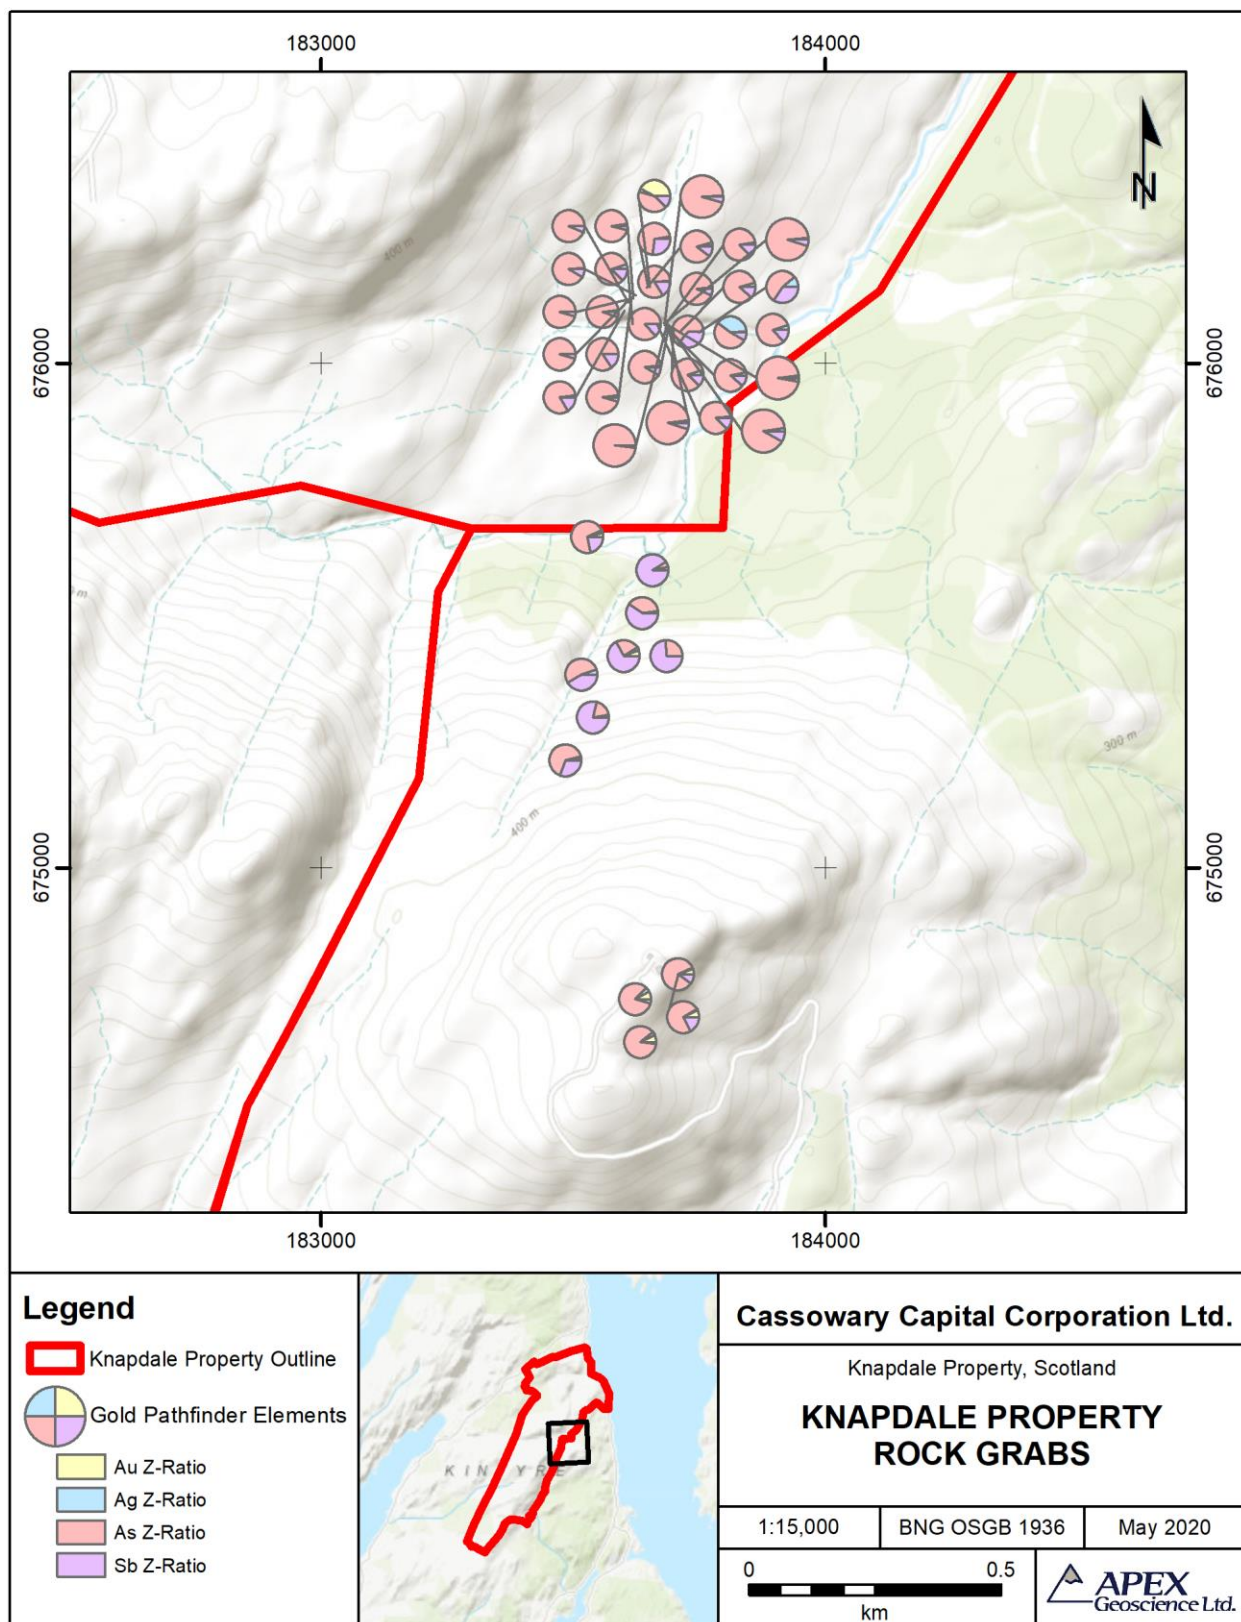 183000
184000
N
400 m
676000
676000
400 m
300 m
675000
675000
183000
184000
Legend
Knapdale Property Outline
Gold Pathfinder Elements
Au Z-Ratio
Ag Z-Ratio
As Z-Ratio
Sb Z-Ratio
KINTYRE
Cassowary Capital Corporation Ltd.
Knapdale Property, Scotland
KNAPDALE PROPERTY
ROCK GRABS
1:15,000
BNG OSGB 1936
May 2020
0
0.5
km
APEX
Geoscience Ltd.